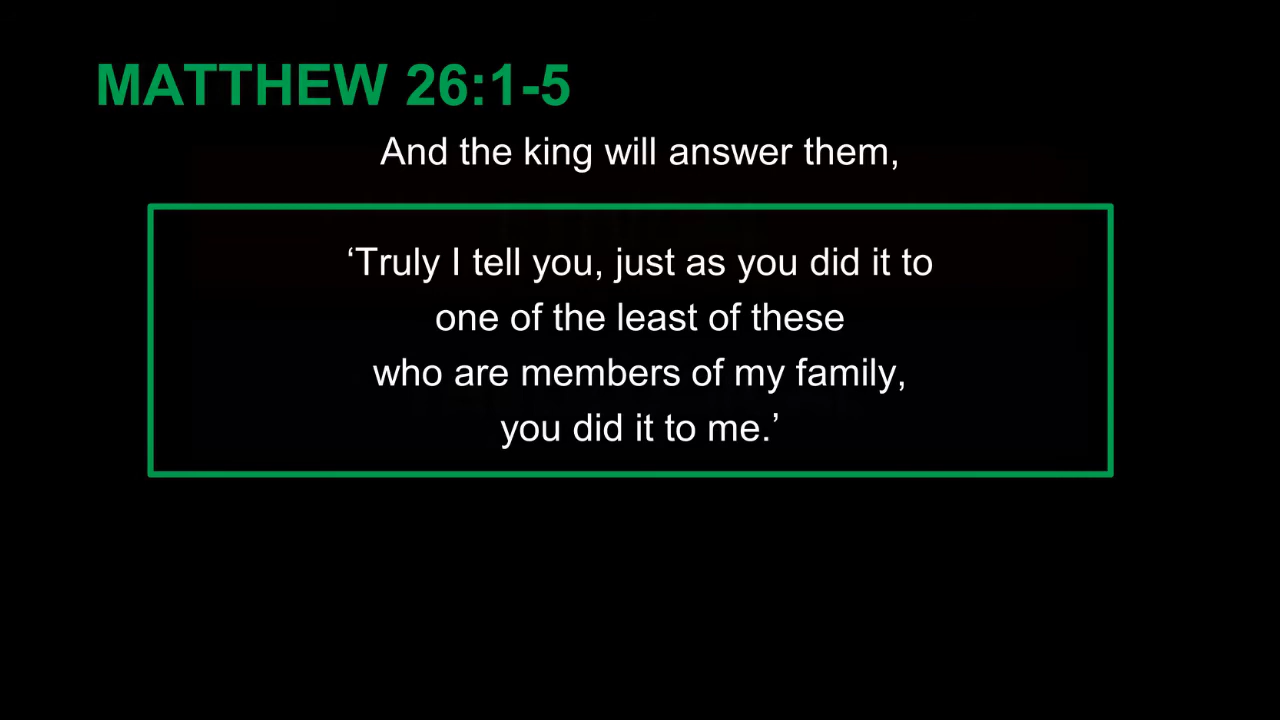 MATTHEW 26:1-5
And the king will answer them,
‘Truly I tell you, just as you did it to
one of the least of these
who are members of my family,
you did it to me.’